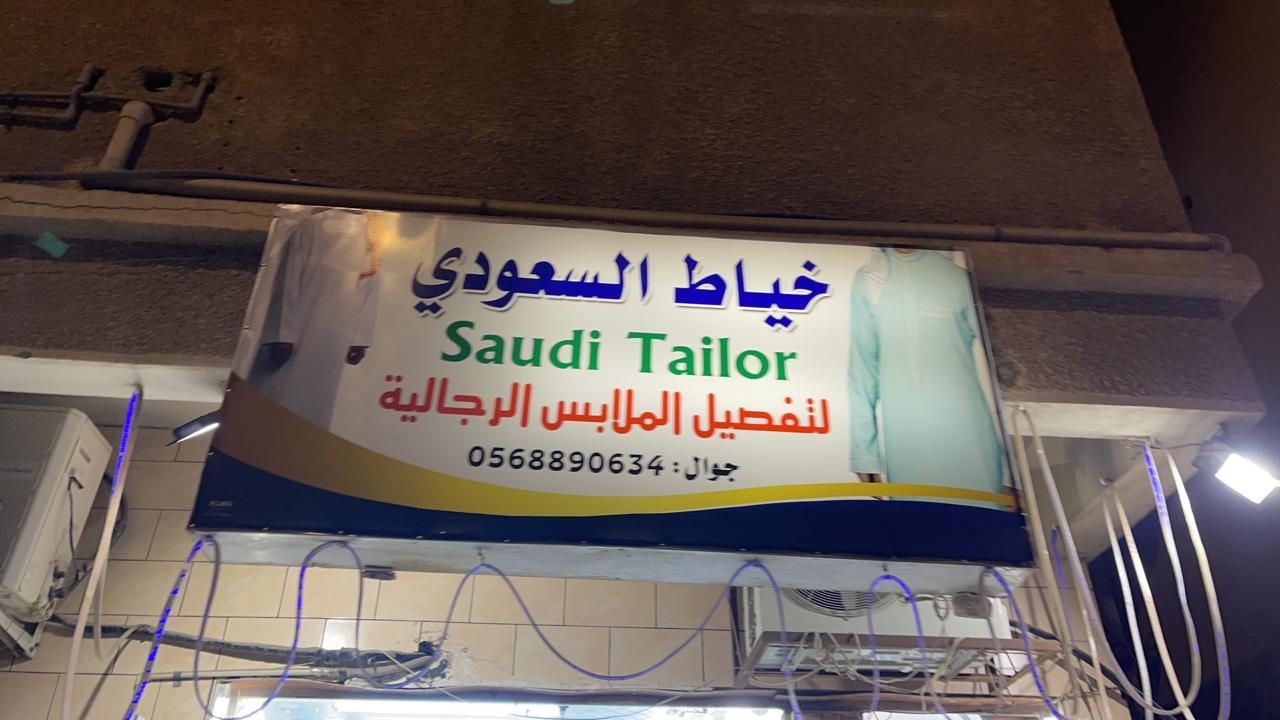 خياط السعودي
Saudi Tailor
لتفصيل الملابس الرجالية
جوال: 0568890634